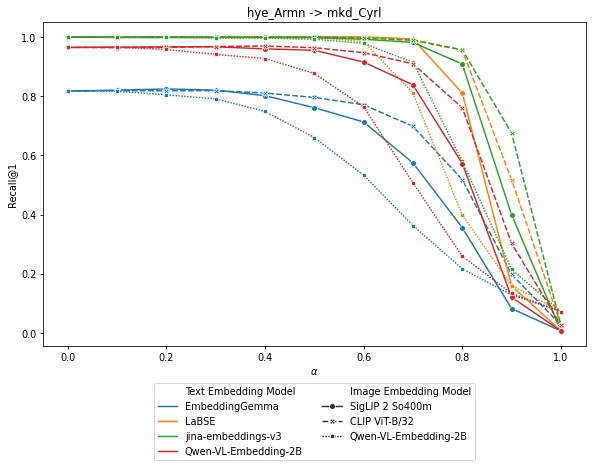 hye_Armn -> mkd_Cyrl
Recall@1
1.0
0.8
0.6
0.4
0.2
0.0
0.0 0.2 0.4 0.6 0.8 1.0
α
Text Embedding Model
EmbeddingGemma
LaBSE
jina-embeddings-v3
Qwen-VL-Embedding-2B
Image Embedding Model
SigLIP 2 So400m
CLIP ViT-B/32
Qwen-VL-Embedding-2B